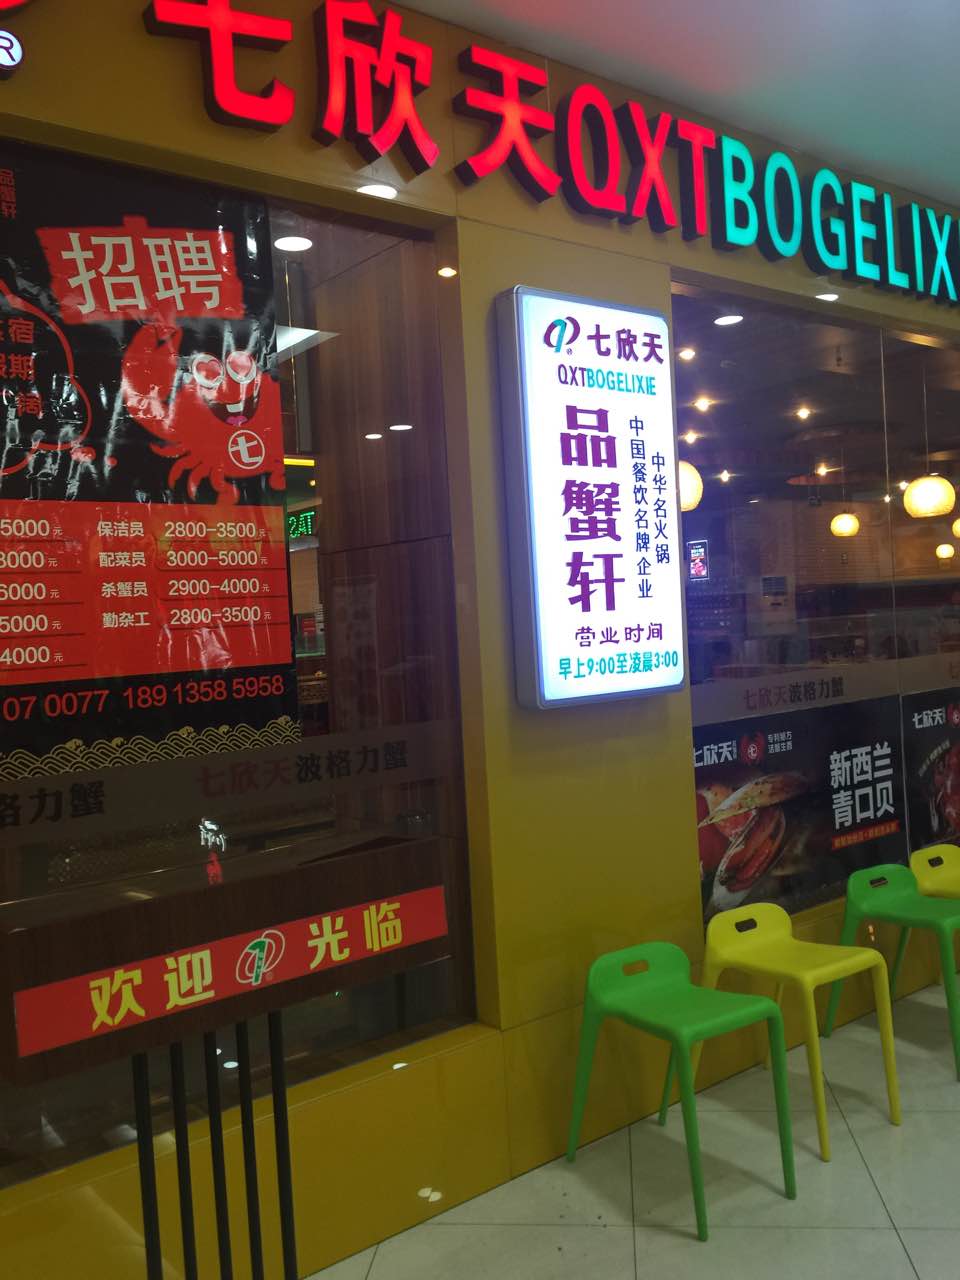 七欣天QXTBOGELIX
R
品蟹轩
招聘
宿
假期
七
5000元 保洁员 2800-3500元
3000元 配菜员 3000-5000元
6000元 杀蟹员 2900-4000元
5000元 勤杂工 2800-3500元
4000元
07 0077 189 1358 5958
格力蟹 七欣天波格力蟹
欢迎 光临
七欣天
QXTBOGELIXIE
品蟹轩
中国餐饮名牌企业
中华名火锅
营业时间
早上9:00至凌晨3:00
七欣天波格力蟹
七欣天
新西兰
青口贝
七欣天